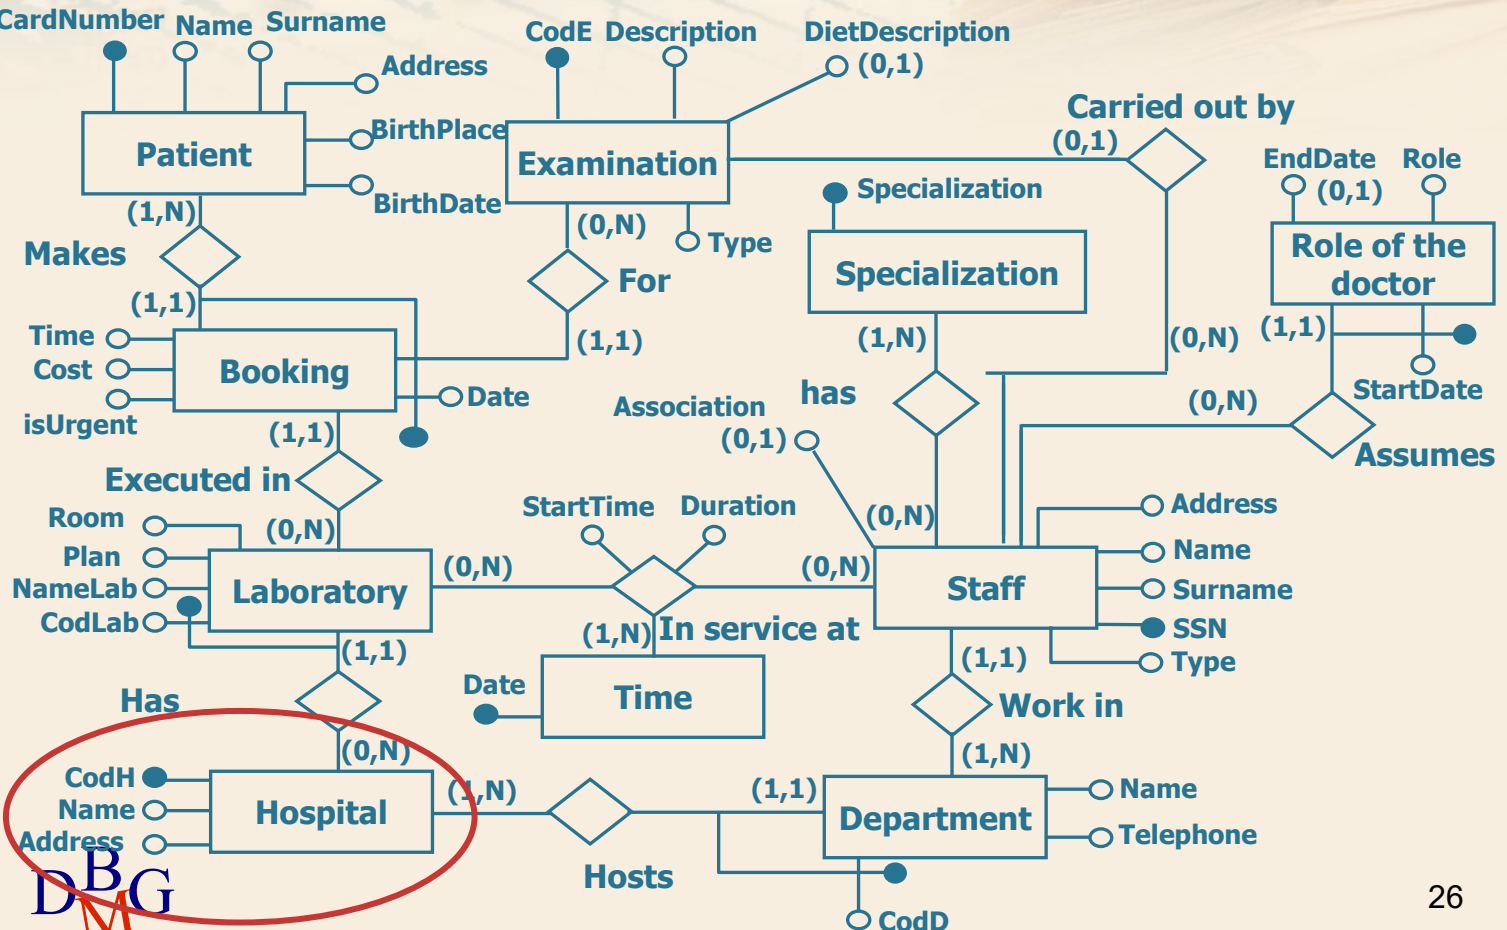 CardNumber
Name
Surname
Address
BirthPlace
BirthDate
Patient
(1,N)
Makes
(1,1)
CodE
Description
DietDescription
(0,1)
Examination
(0,N)
Type
For
(1,1)
Carried out by
(0,1)
(0,N)
Specialization
Specialization
(1,N)
has
(0,N)
EndDate
(0,1)
Role
Role of the
doctor
(1,1)
StartDate
(0,N)
Assumes
Time
Cost
isUrgent
Booking
Date
(1,1)
Executed in
(0,N)
Association
(0,1)
Room
Plan
NameLab
CodLab
Laboratory
(0,N)
StartTime
Duration
(0,N)
In service at
(1,N)
Date
Time
Staff
Address
Name
Surname
SSN
Type
(1,1)
Work in
(1,N)
(1,1)
Has
(0,N)
CodH
Name
Address
Hospital
(1,N)
Hosts
(1,1)
Department
Name
Telephone
CodD
DBMG
26